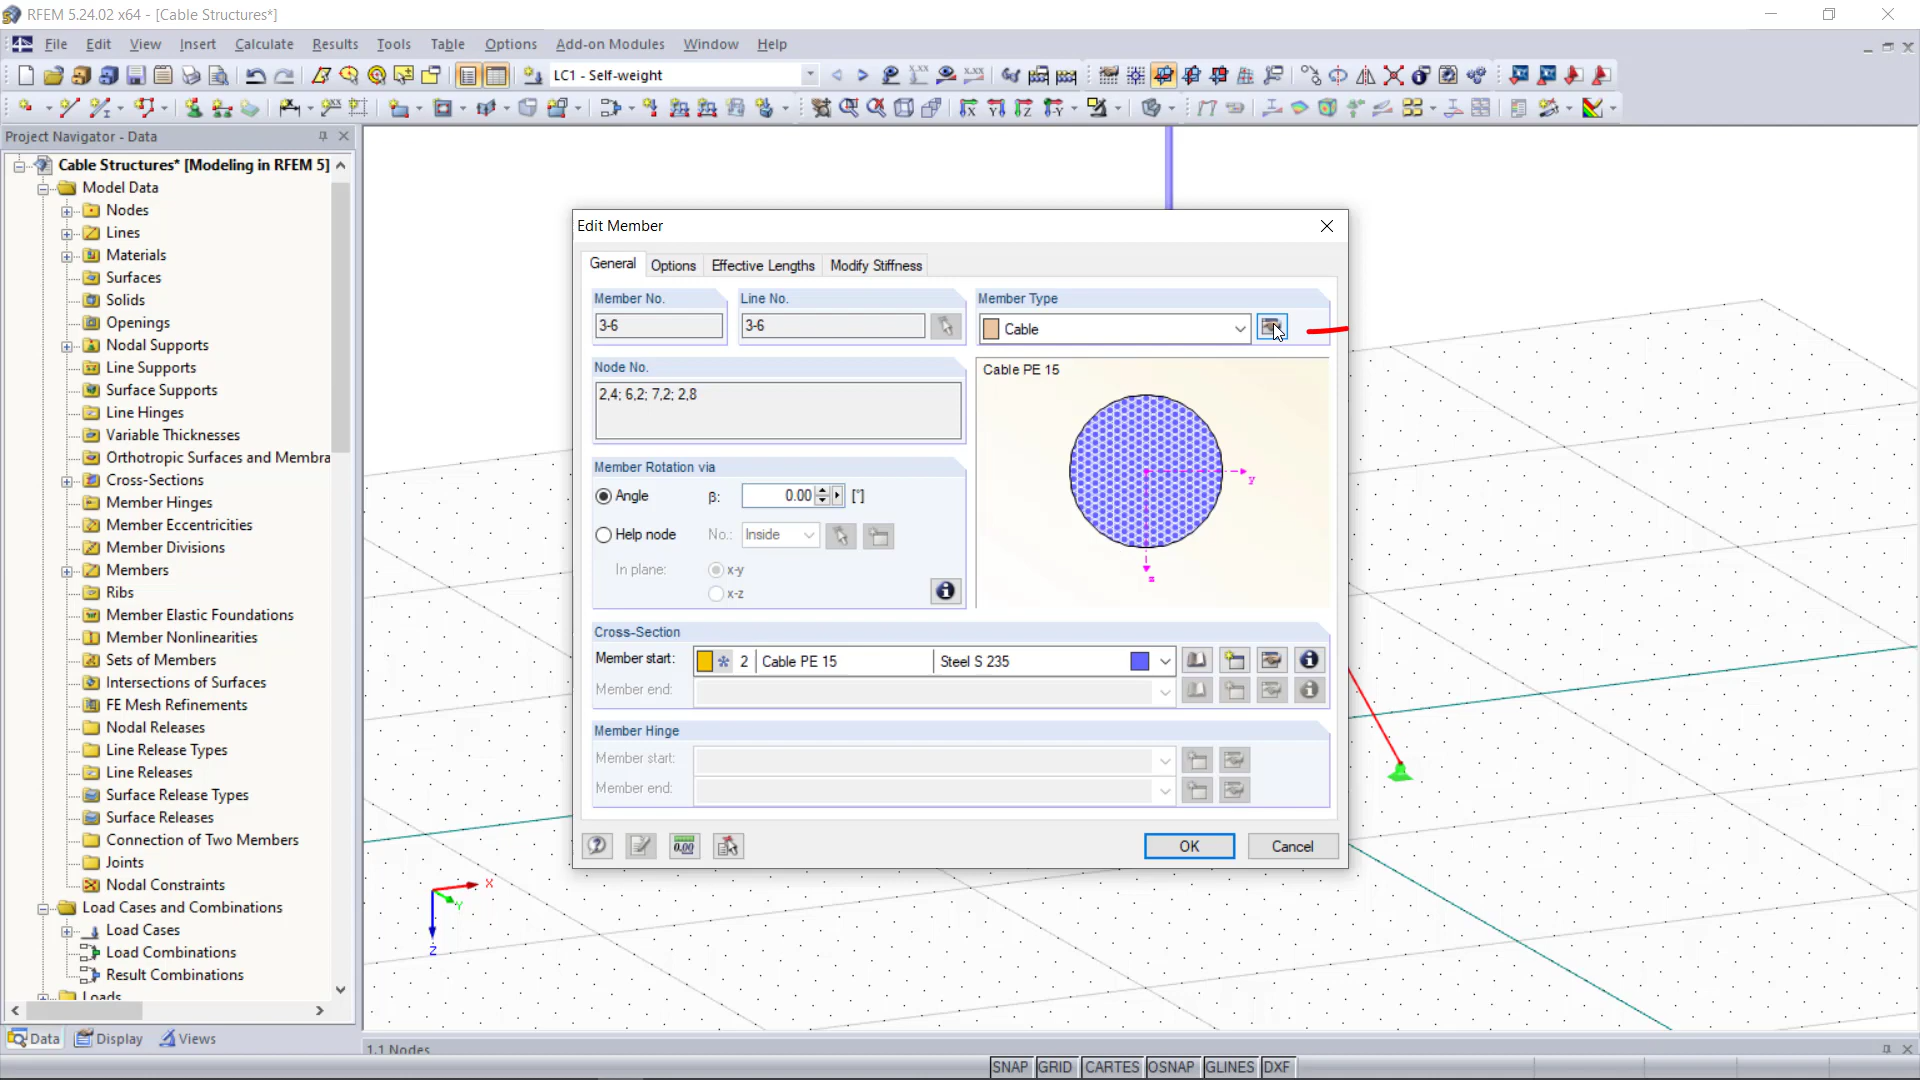 RFEM 5.24.02 x64 - [Cable Structures*]
File Edit View Insert Calculate Results Tools Table Options Add-on Modules Window Help
LC1 - Self-weight
Project Navigator - Data
Cable Structures* [Modeling in RFEM 5]
Model Data
Nodes
Lines
Materials
Surfaces
Solids
Openings
Nodal Supports
Line Supports
Surface Supports
Line Hinges
Variable Thicknesses
Orthotropic Surfaces and Membra
Cross-Sections
Member Hinges
Member Eccentricities
Member Divisions
Members
Ribs
Member Elastic Foundations
Member Nonlinearities
Sets of Members
Intersections of Surfaces
FE Mesh Refinements
Nodal Releases
Line Release Types
Line Releases
Surface Release Types
Surface Releases
Connection of Two Members
Joints
Nodal Constraints
Load Cases and Combinations
Load Cases
Load Combinations
Result Combinations
Loads
Data Display Views
Edit Member
General Options Effective Lengths Modify Stiffness
Member No. Line No. Member Type
3-6 3-6 Cable
Node No.
2,4; 6,2; 7,2; 2,8
Cable PE 15
y
z
Member Rotation via
Angle β: 0.00 [°]
Help node No.: Inside
In plane: x-y
x-z
Cross-Section
Member start: 2 Cable PE 15 Steel S 235
Member end:
Member Hinge
Member start:
Member end:
0.00
OK Cancel
X
Y
Z
1.1 Nodes
SNAP GRID CARTES OSNAP GLINES DXF